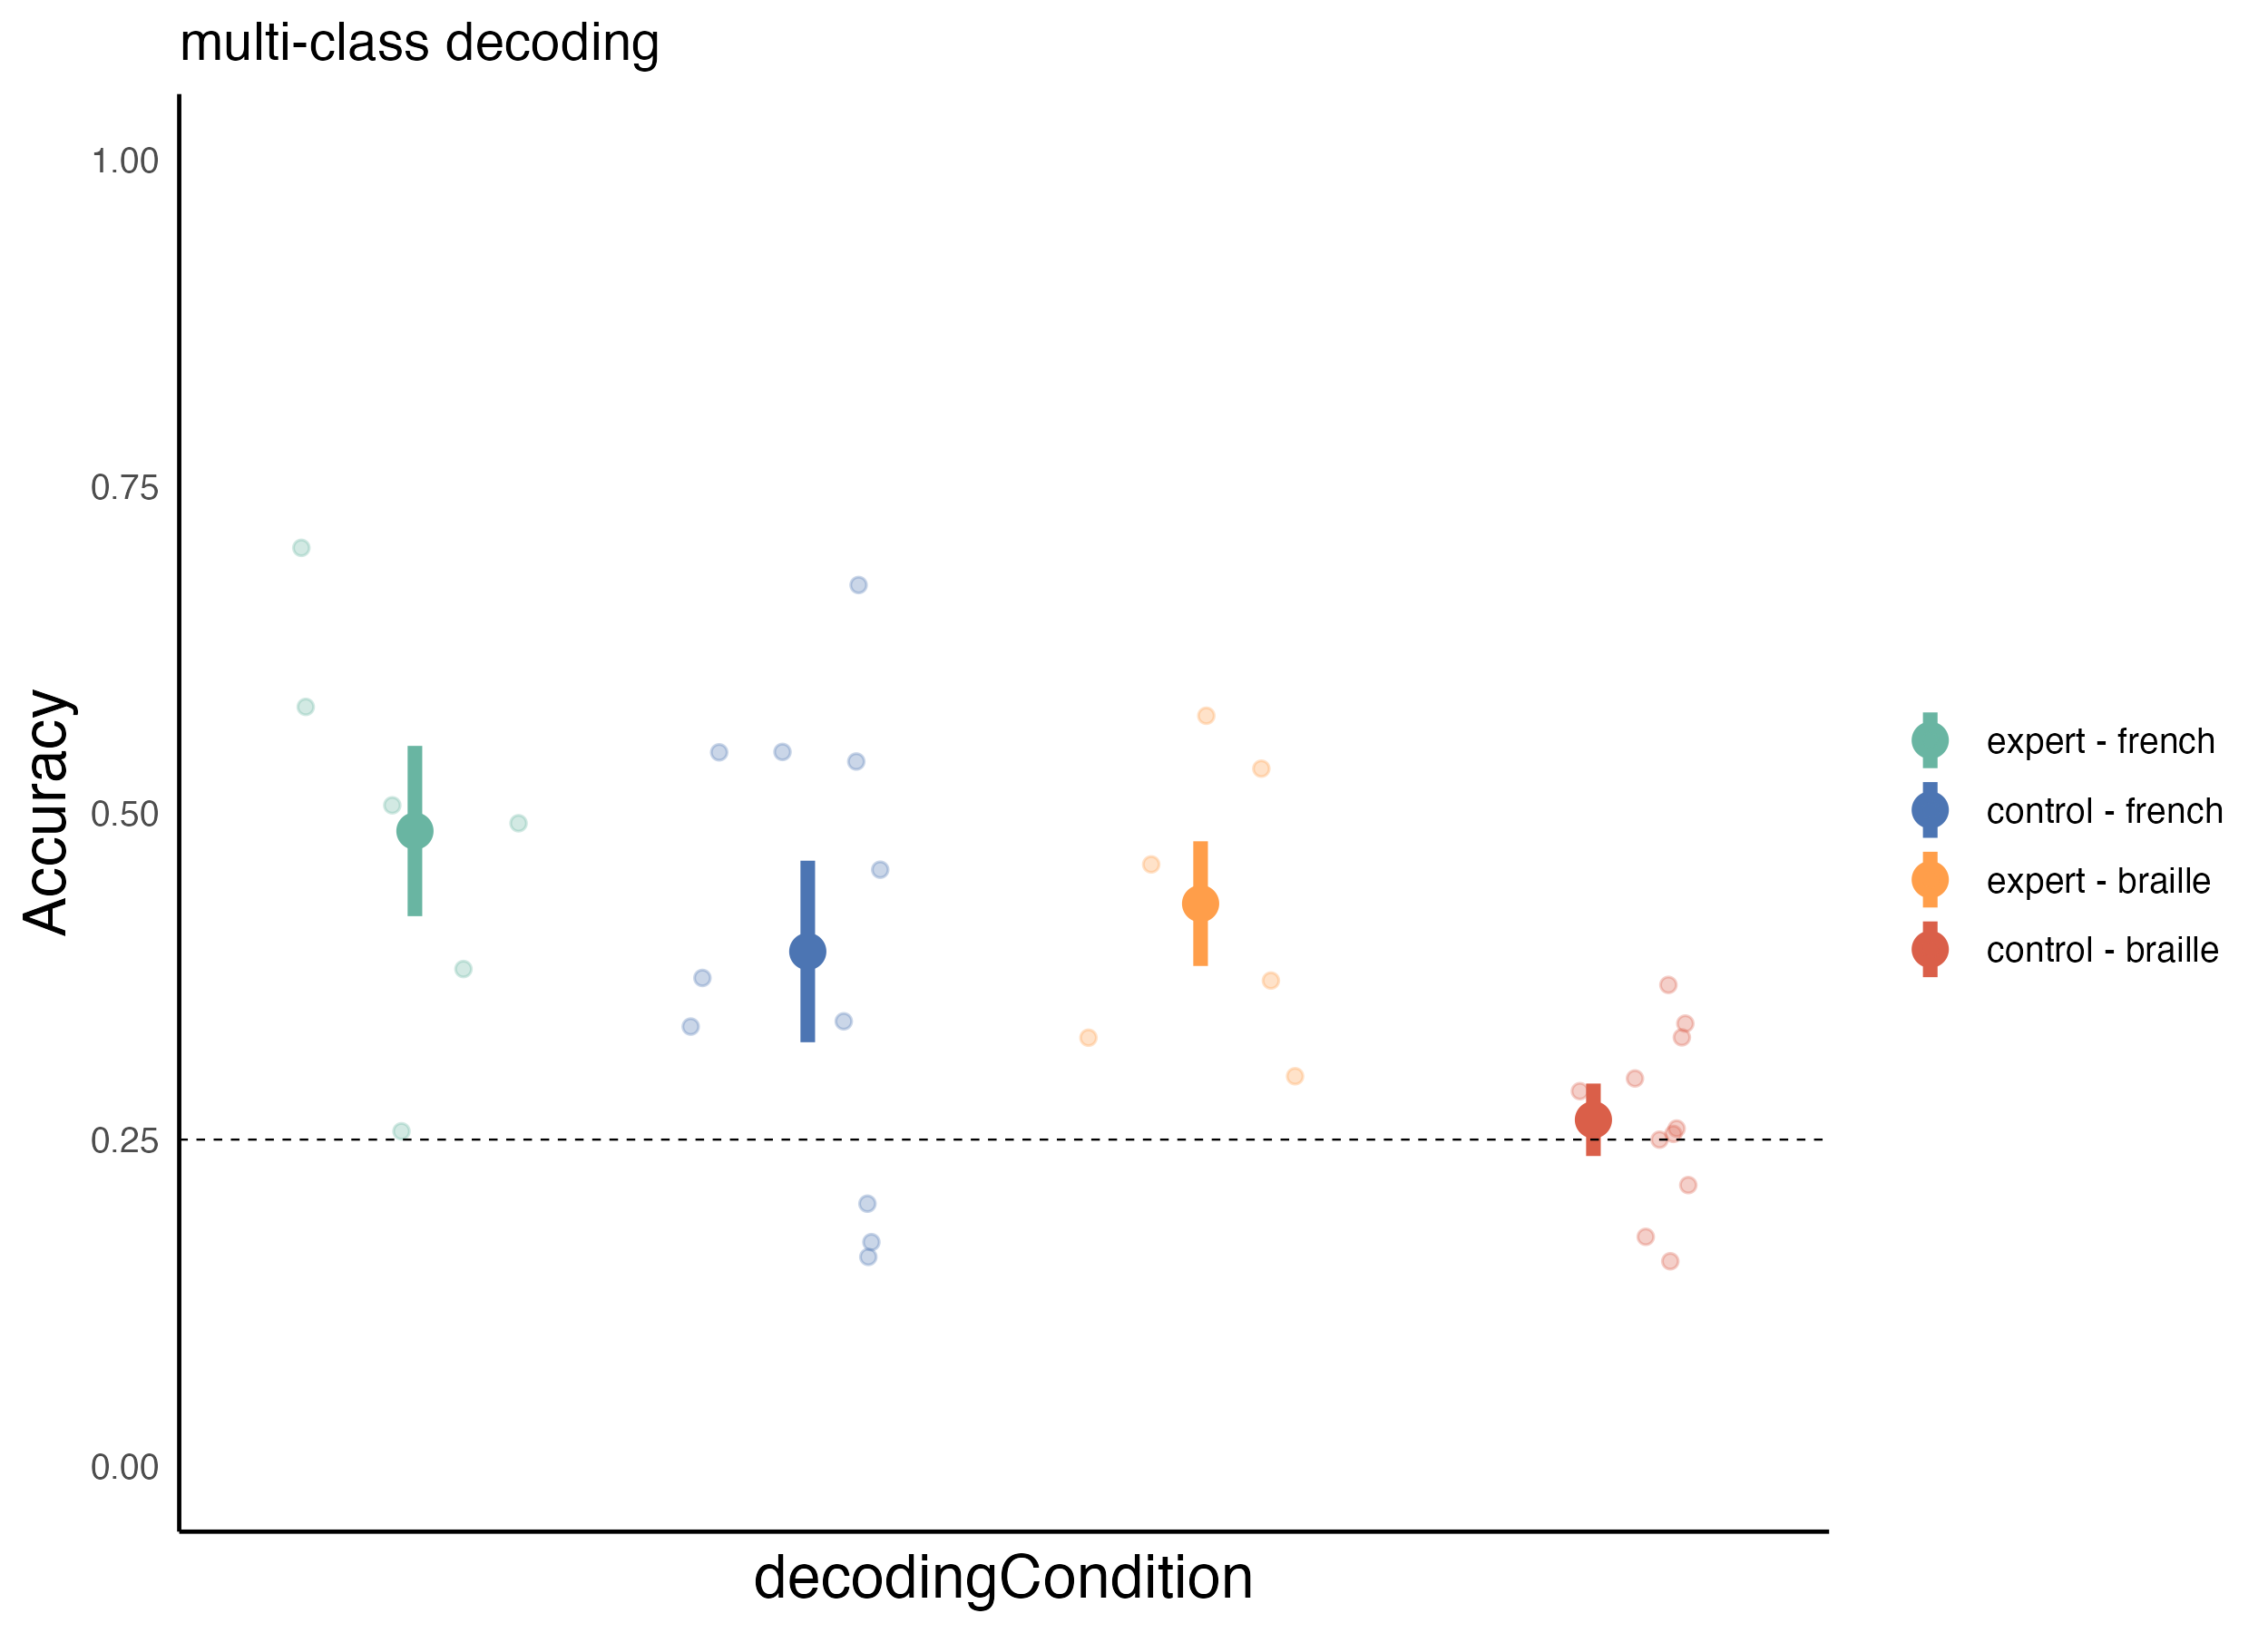 multi-class decoding
1.00
0.75
0.50
0.25
0.00
Accuracy
decodingCondition
expert - french
control - french
expert - braille
control - braille